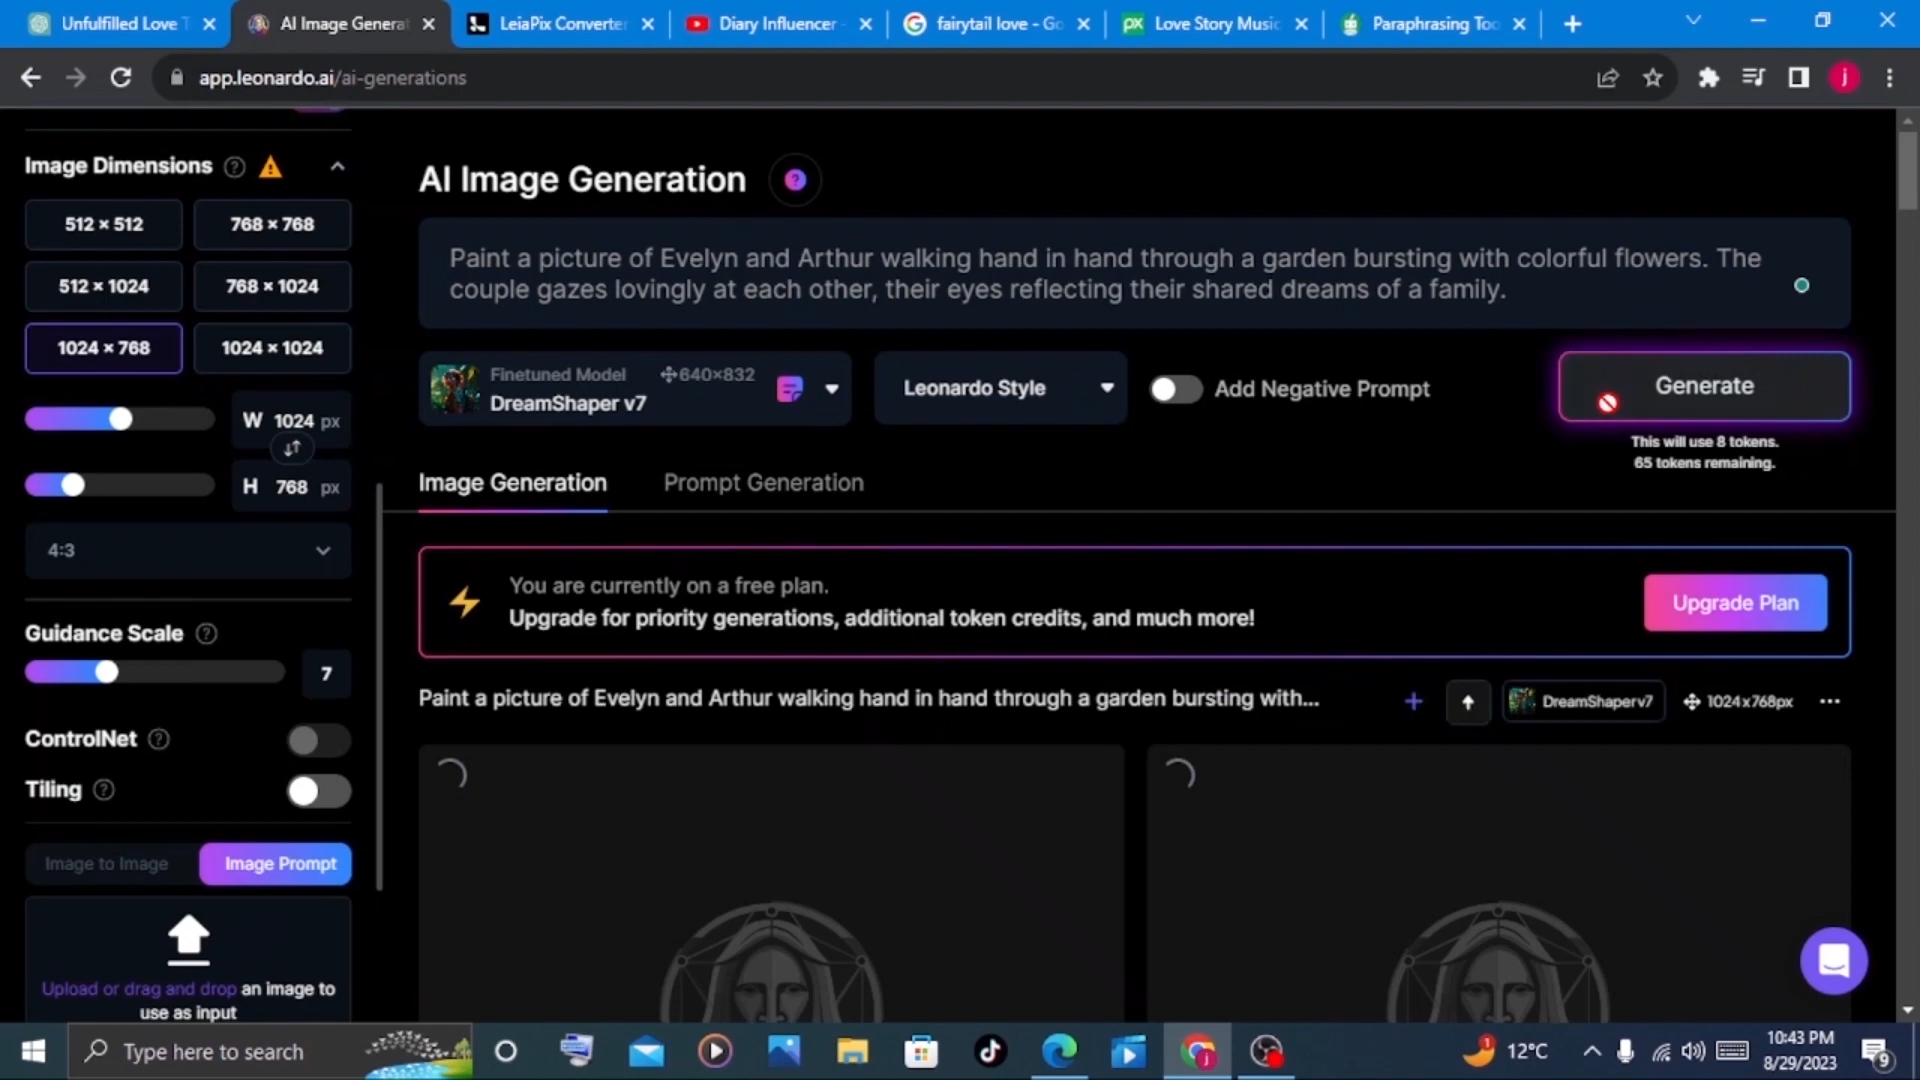 Unfulfilled Love T
AI Image Generat
LeiaPix Converter
Diary Influencer -
fairytail love - Go
Love Story Music
Paraphrasing Too
app.leonardo.ai/ai-generations
j
Image Dimensions
512 × 512
768 × 768
512 × 1024
768 × 1024
1024 × 768
1024 × 1024
W 1024 px
H 768 px
4:3
Guidance Scale
7
ControlNet
Tiling
Image to Image
Image Prompt
Upload or drag and drop an image to
use as input
AI Image Generation
Paint a picture of Evelyn and Arthur walking hand in hand through a garden bursting with colorful flowers. The
couple gazes lovingly at each other, their eyes reflecting their shared dreams of a family.
Finetuned Model
640×832
DreamShaper v7
Leonardo Style
Add Negative Prompt
Generate
This will use 8 tokens.
65 tokens remaining.
Image Generation
Prompt Generation
You are currently on a free plan.
Upgrade for priority generations, additional token credits, and much more!
Upgrade Plan
Paint a picture of Evelyn and Arthur walking hand in hand through a garden bursting with...
DreamShaper v7
1024x768px
Type here to search
12°C
10:43 PM
8/29/2023
9